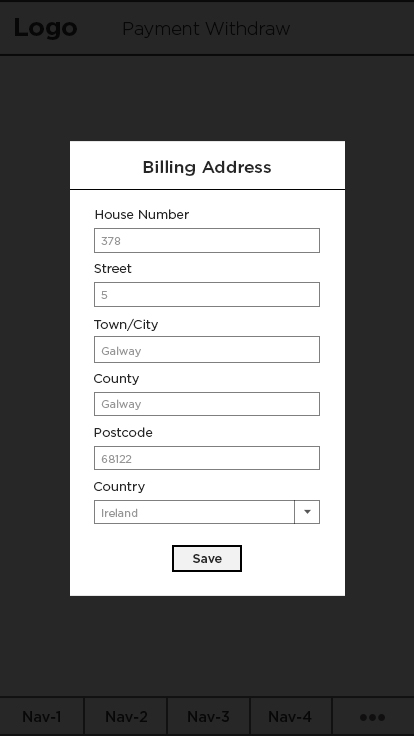 Logo
Payment Withdraw
Billing Address
House Number
378
Street
5
Town/City
Galway
County
Galway
Postcode
68122
Country
Ireland
Save
Nav-1 Nav-2 Nav-3 Nav-4